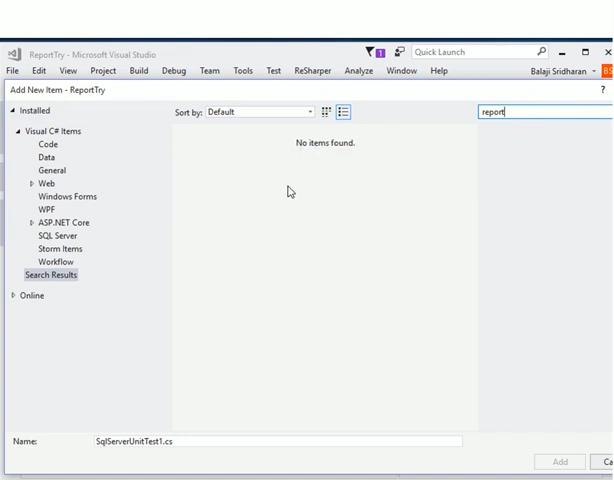 ReportTry - Microsoft Visual Studio
1
Quick Launch
File Edit View Project Build Debug Team Tools Test ReSharper Analyze Window Help
Balaji Sridharan
BS
Add New Item - ReportTry
?
Installed
Sort by: Default
report
Visual C# Items
No items found.
Code
Data
General
Web
Windows Forms
WPF
ASP.NET Core
SQL Server
Storm Items
Workflow
Search Results
Online
Name: SqlServerUnitTest1.cs
Add
Ca